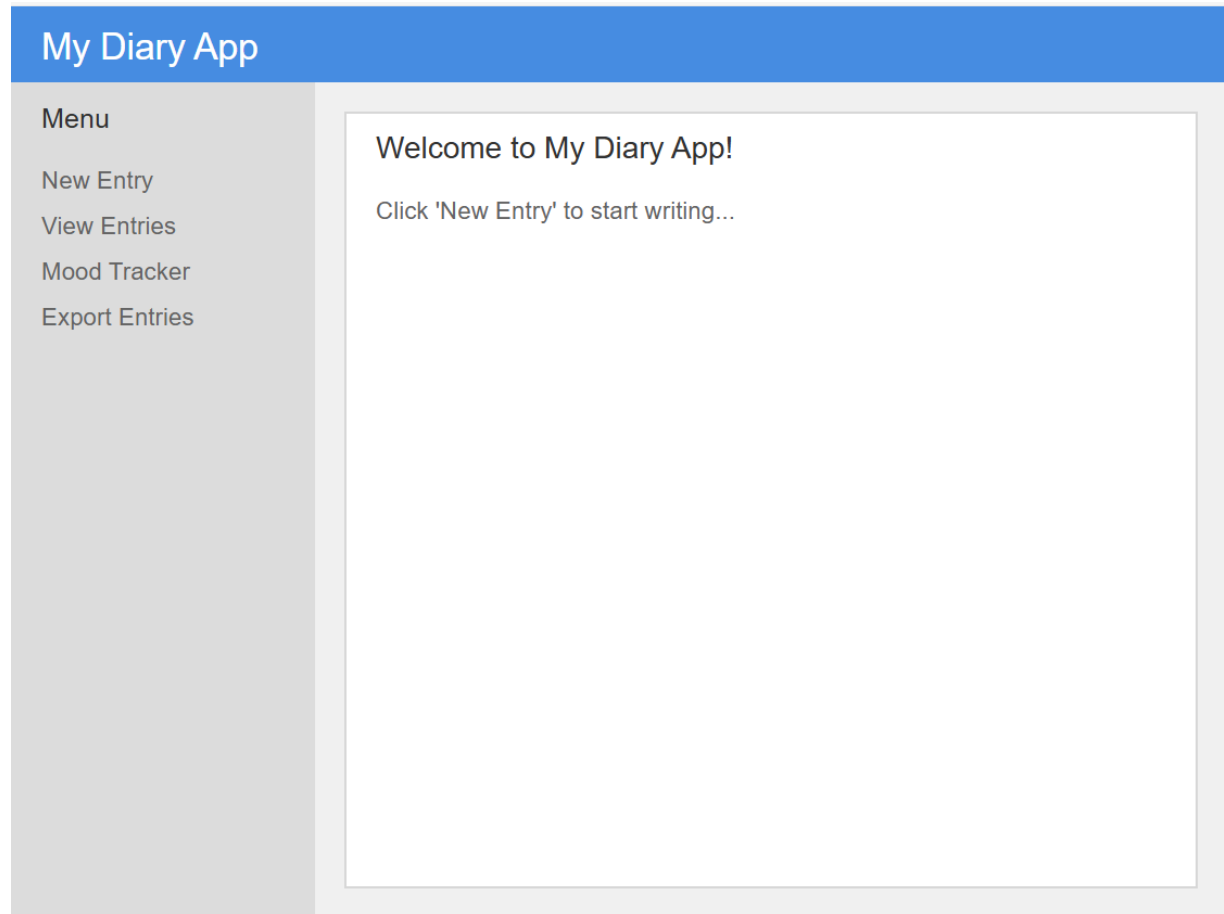 My Diary App
Menu
New Entry
View Entries
Mood Tracker
Export Entries
Welcome to My Diary App!
Click 'New Entry' to start writing...